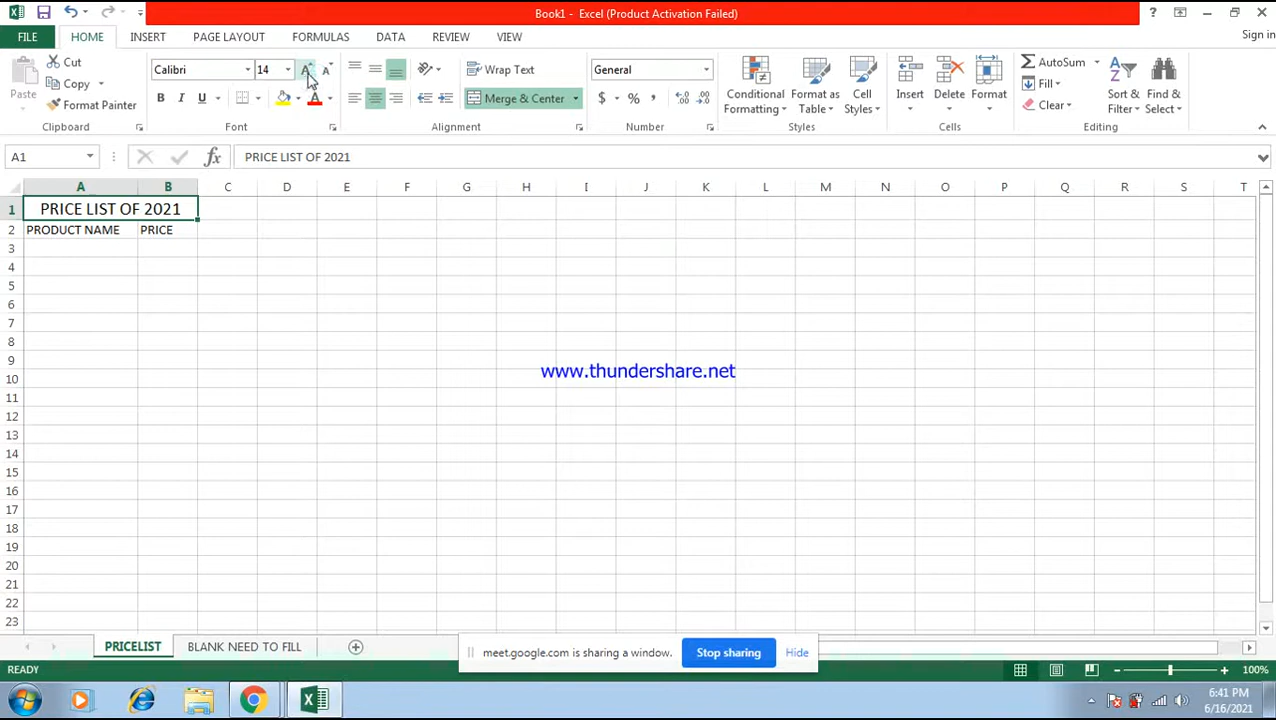 Book1 - Excel (Product Activation Failed)
?
FILE HOME INSERT PAGE LAYOUT FORMULAS DATA REVIEW VIEW Sign in
Paste
Cut
Copy
Format Painter
Clipboard
Calibri 14
B I U
Font
Wrap Text
Merge & Center
Alignment
General
$ % ,
Number
Conditional Formatting
Format as Table
Cell Styles
Styles
Insert Delete Format
Cells
AutoSum
Fill
Clear
Sort & Filter
Find & Select
Editing
A1 fx PRICE LIST OF 2021
A B C D E F G H I J K L M N O P Q R S T
1 PRICE LIST OF 2021
2 PRODUCT NAME PRICE
3
4
5
6
7
8
9
www.thundershare.net
10
11
12
13
14
15
16
17
18
19
20
21
22
23
PRICELIST BLANK NEED TO FILL
meet.google.com is sharing a window. Stop sharing Hide
READY 100%
6:41 PM
6/16/2021